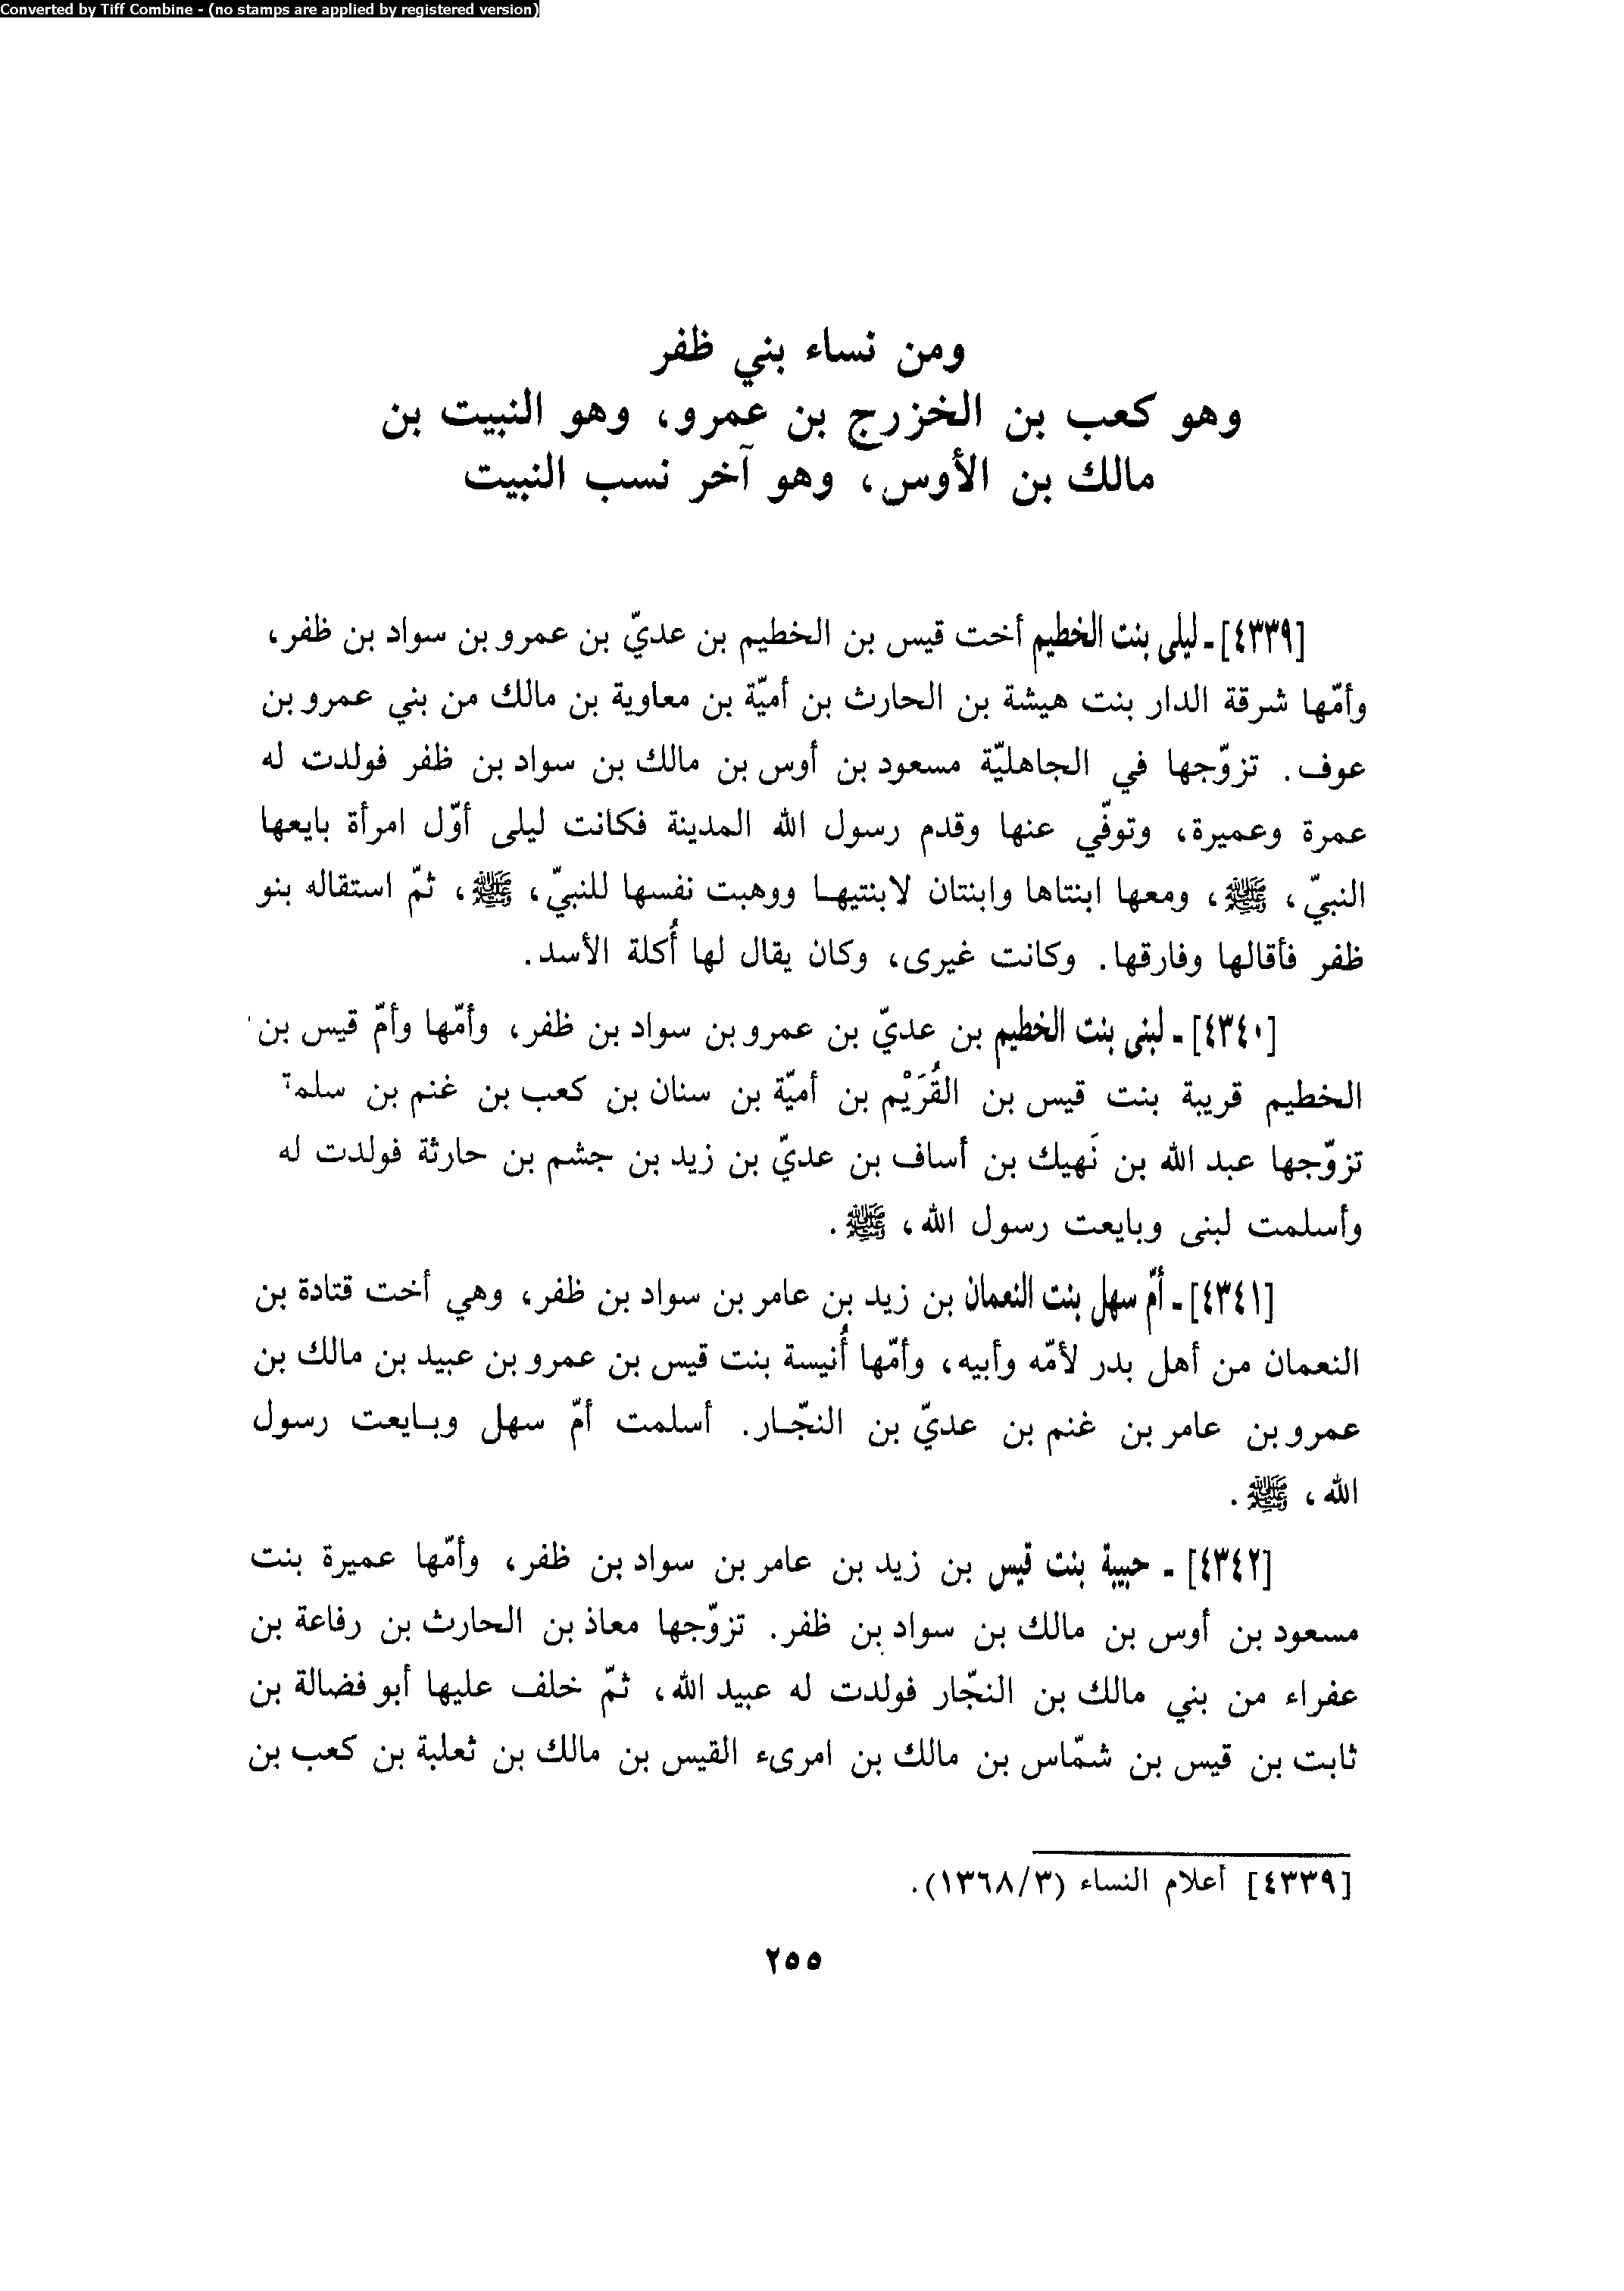 Converted by Tiff Combine - (no stamps are applied by registered version)
ومن نساء بني ظفر
وهو كعب بن الخزرج بن عمرو، وهو النبيت بن
مالك بن الأوس، وهو آخر نسب النبيت
[٤٣٣٩] ـ ليلى بنت الخطيم أخت قيس بن الخطيم بن عديّ بن عمرو بن سواد بن ظفر،
وأمّها شرقة الدار بنت هيشة بن الحارث بن أميّة بن معاوية بن مالك من بني عمرو بن
عوف. تزوّجها في الجاهليّة مسعود بن أوس بن مالك بن سواد بن ظفر فولدت له
عمرة وعميرة، وتوفّي عنها وقدم رسول الله المدينة فكانت ليلى أوّل امرأة بايعها
النبيّ، ﷺ، ومعها ابنتاها وابنتان لابنتيها ووهبت نفسها للنبيّ، ﷺ، ثمّ استقاله بنو
ظفر فأقالها وفارقها. وكانت غيرى، وكان يقال لها أُكلة الأسد.
[٤٣٤٠] ـ لبنى بنت الخطيم بن عديّ بن عمرو بن سواد بن ظفر، وأمّها وأمّ قيس بن
الخطيم قريبة بنت قيس بن القُرَيْم بن أميّة بن سنان بن كعب بن غنم بن سلمة
تزوّجها عبد الله بن نَهيك بن أساف بن عديّ بن زيد بن جشم بن حارثة فولدت له
وأسلمت لبنى وبايعت رسول الله، ﷺ.
[٤٣٤١] ـ أمّ سهل بنت النعمان بن زيد بن عامر بن سواد بن ظفر، وهي أخت قتادة بن
النعمان من أهل بدر لأمّه وأبيه، وأمّها أُنيسة بنت قيس بن عمرو بن عبيد بن مالك بن
عمرو بن عامر بن غنم بن عديّ بن النجّار. أسلمت أمّ سهل وبايعت رسول
الله، ﷺ.
[٤٣٤٢] ـ حبيبة بنت قيس بن زيد بن عامر بن سواد بن ظفر، وأمّها عميرة بنت
مسعود بن أوس بن مالك بن سواد بن ظفر. تزوّجها معاذ بن الحارث بن رفاعة بن
عفراء من بني مالك بن النجّار فولدت له عبيد الله، ثمّ خلف عليها أبو فضالة بن
ثابت بن قيس بن شمّاس بن مالك بن امرىء القيس بن مالك بن ثعلبة بن كعب بن
[٤٣٣٩] أعلام النساء (١٣٦٨/٣).
٢٥٥